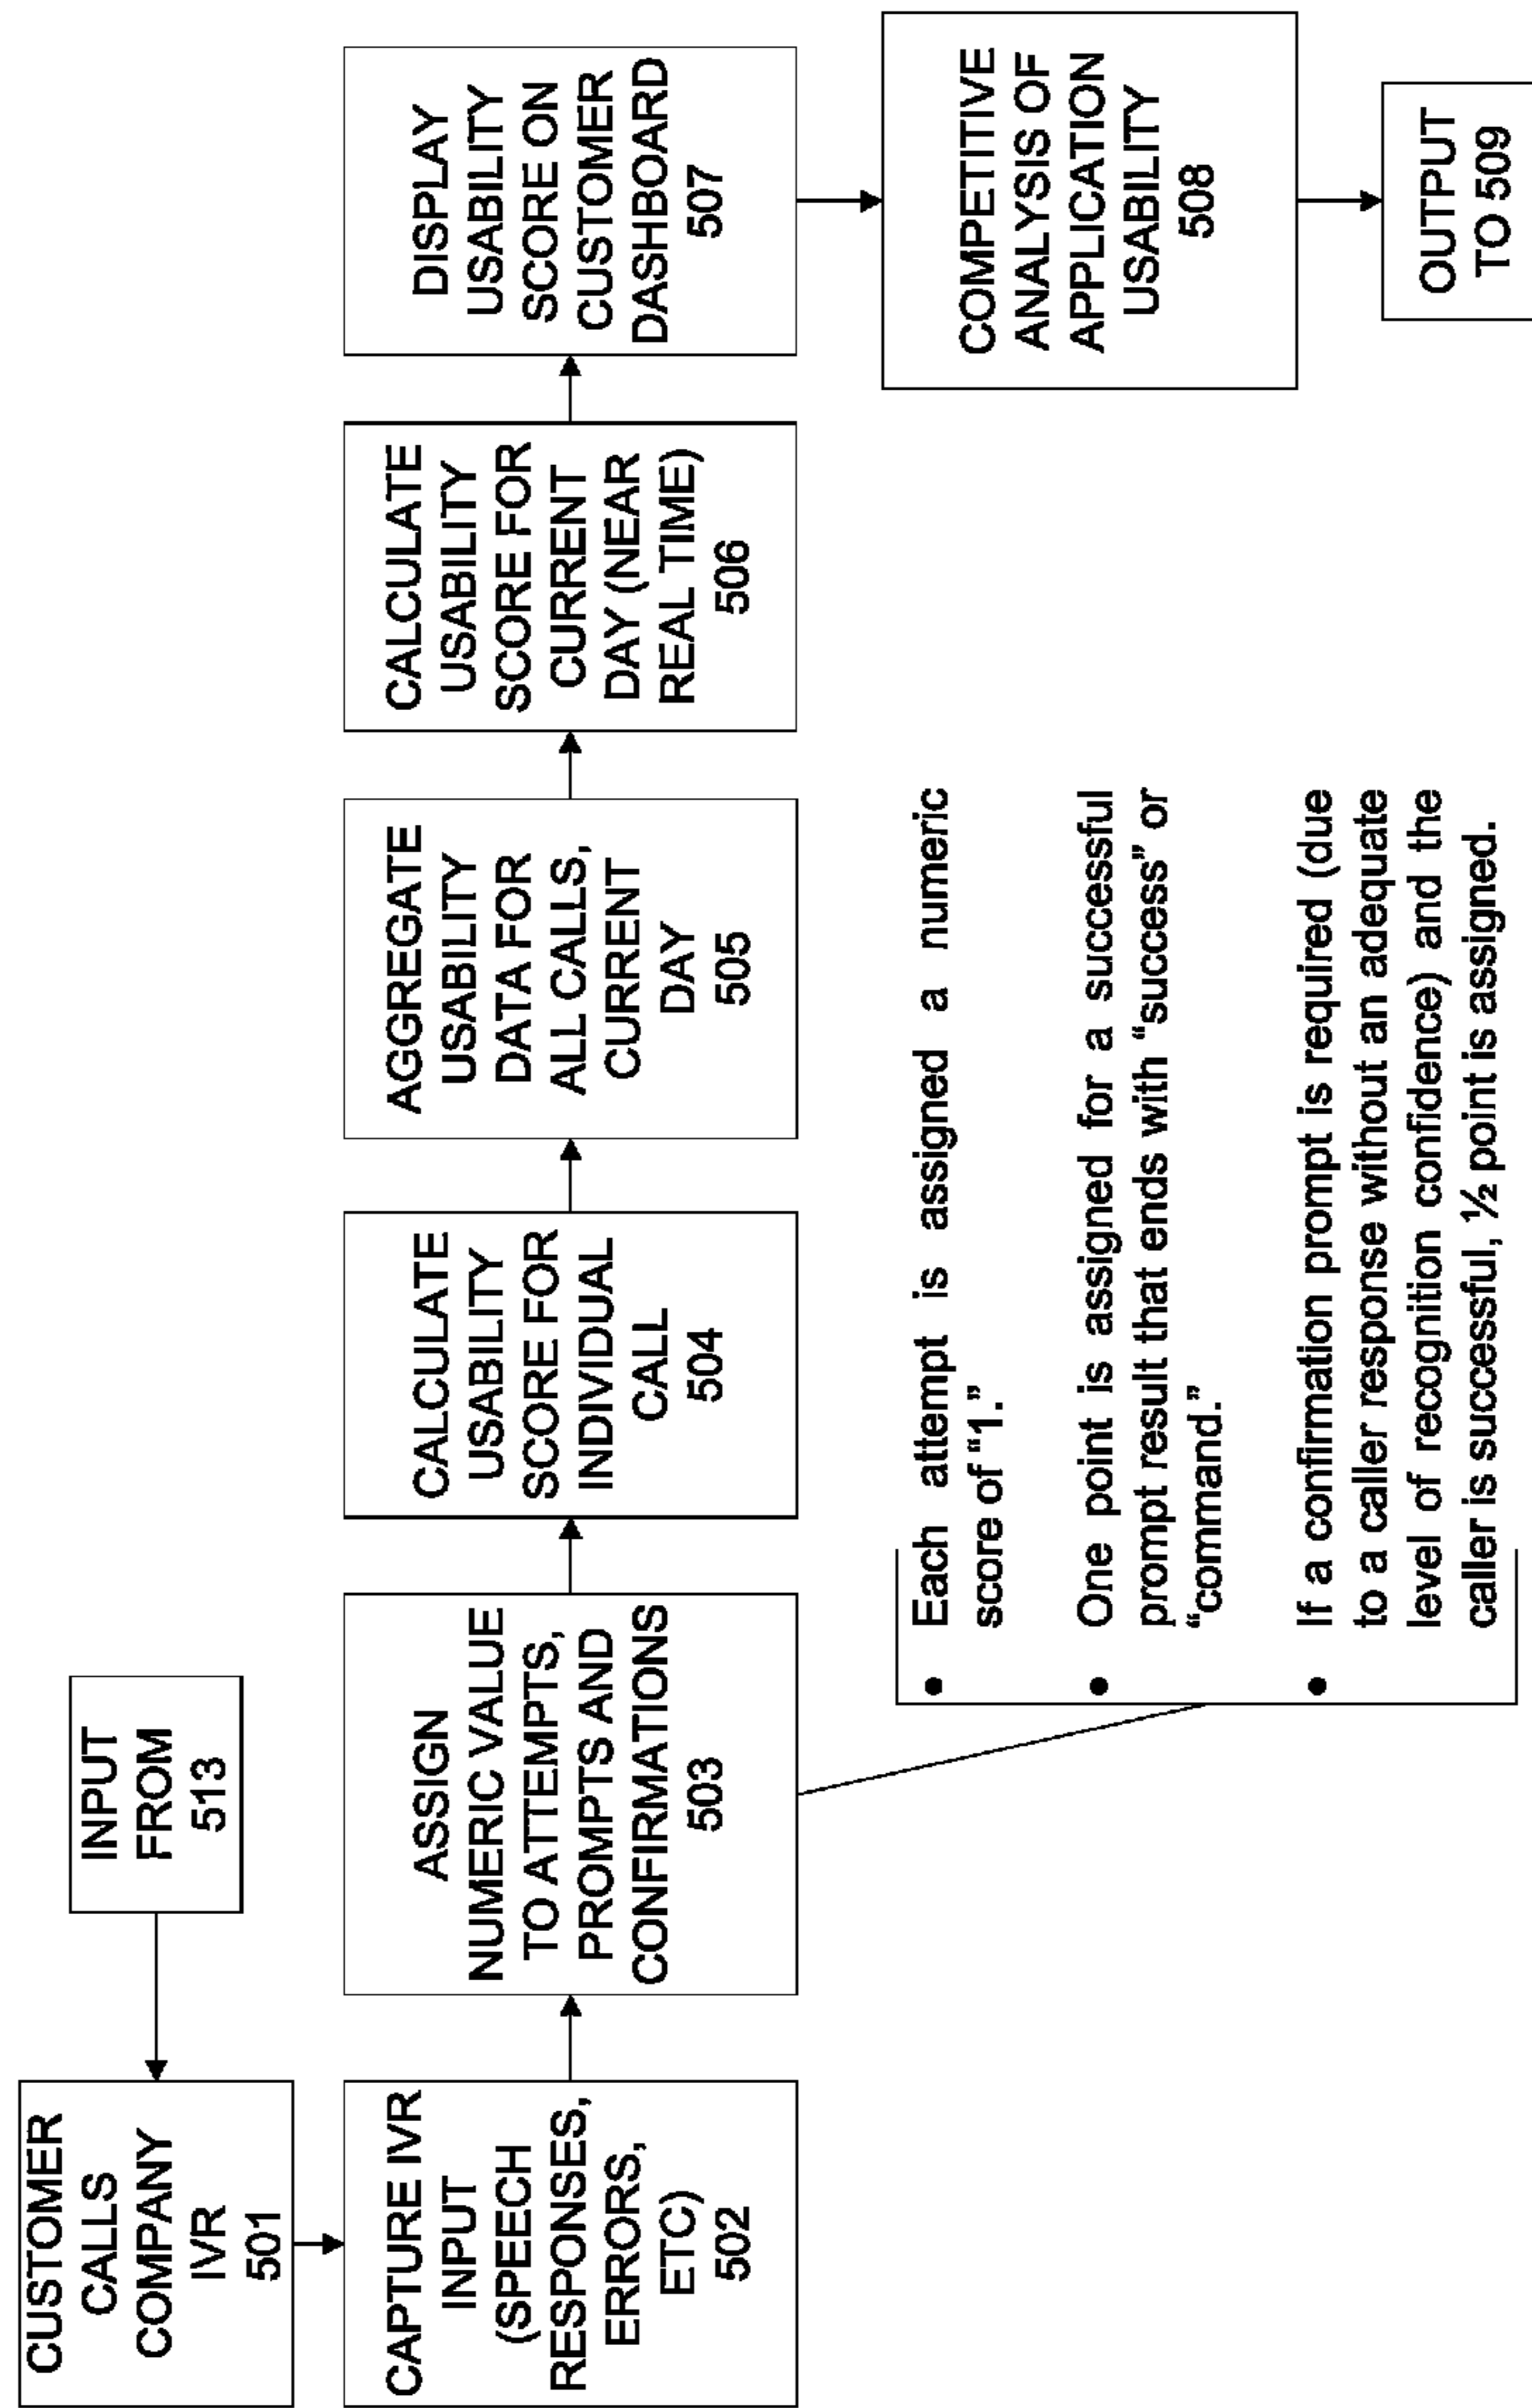 CUSTOMER
CALLS
COMPANY
IVR
501
INPUT
FROM
513
CAPTURE IVR
INPUT
(SPEECH
RESPONSES,
ERRORS,
ETC)
502
ASSIGN
NUMERIC VALUE
TO ATTEMPTS,
PROMPTS AND
CONFIRMATIONS
503
CALCULATE
USABILITY
SCORE FOR
INDIVIDUAL
CALL
504
AGGREGATE
USABILITY
DATA FOR
ALL CALLS,
CURRENT
DAY
505
CALCULATE
USABILITY
SCORE FOR
CURRENT
DAY (NEAR
REAL TIME)
506
DISPLAY
USABILITY
SCORE ON
CUSTOMER
DASHBOARD
507
• Each attempt is assigned a numeric
score of “1.”
• One point is assigned for a successful
prompt result that ends with “success” or
“command.”
• If a confirmation prompt is required (due
to a caller response without an adequate
level of recognition confidence) and the
caller is successful, ½ point is assigned.
COMPETITIVE
ANALYSIS OF
APPLICATION
USABILITY
508
OUTPUT
TO 509